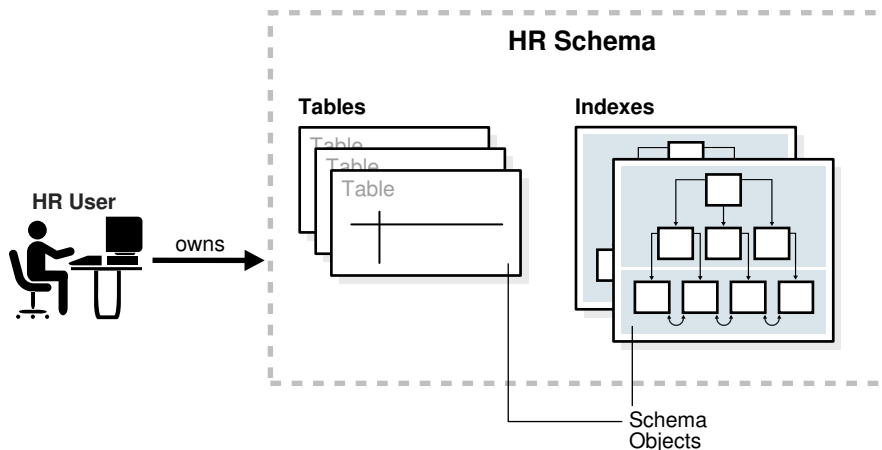 HR Schema
Tables
Indexes
Table
Table
Table
HR User
owns
Schema
Objects